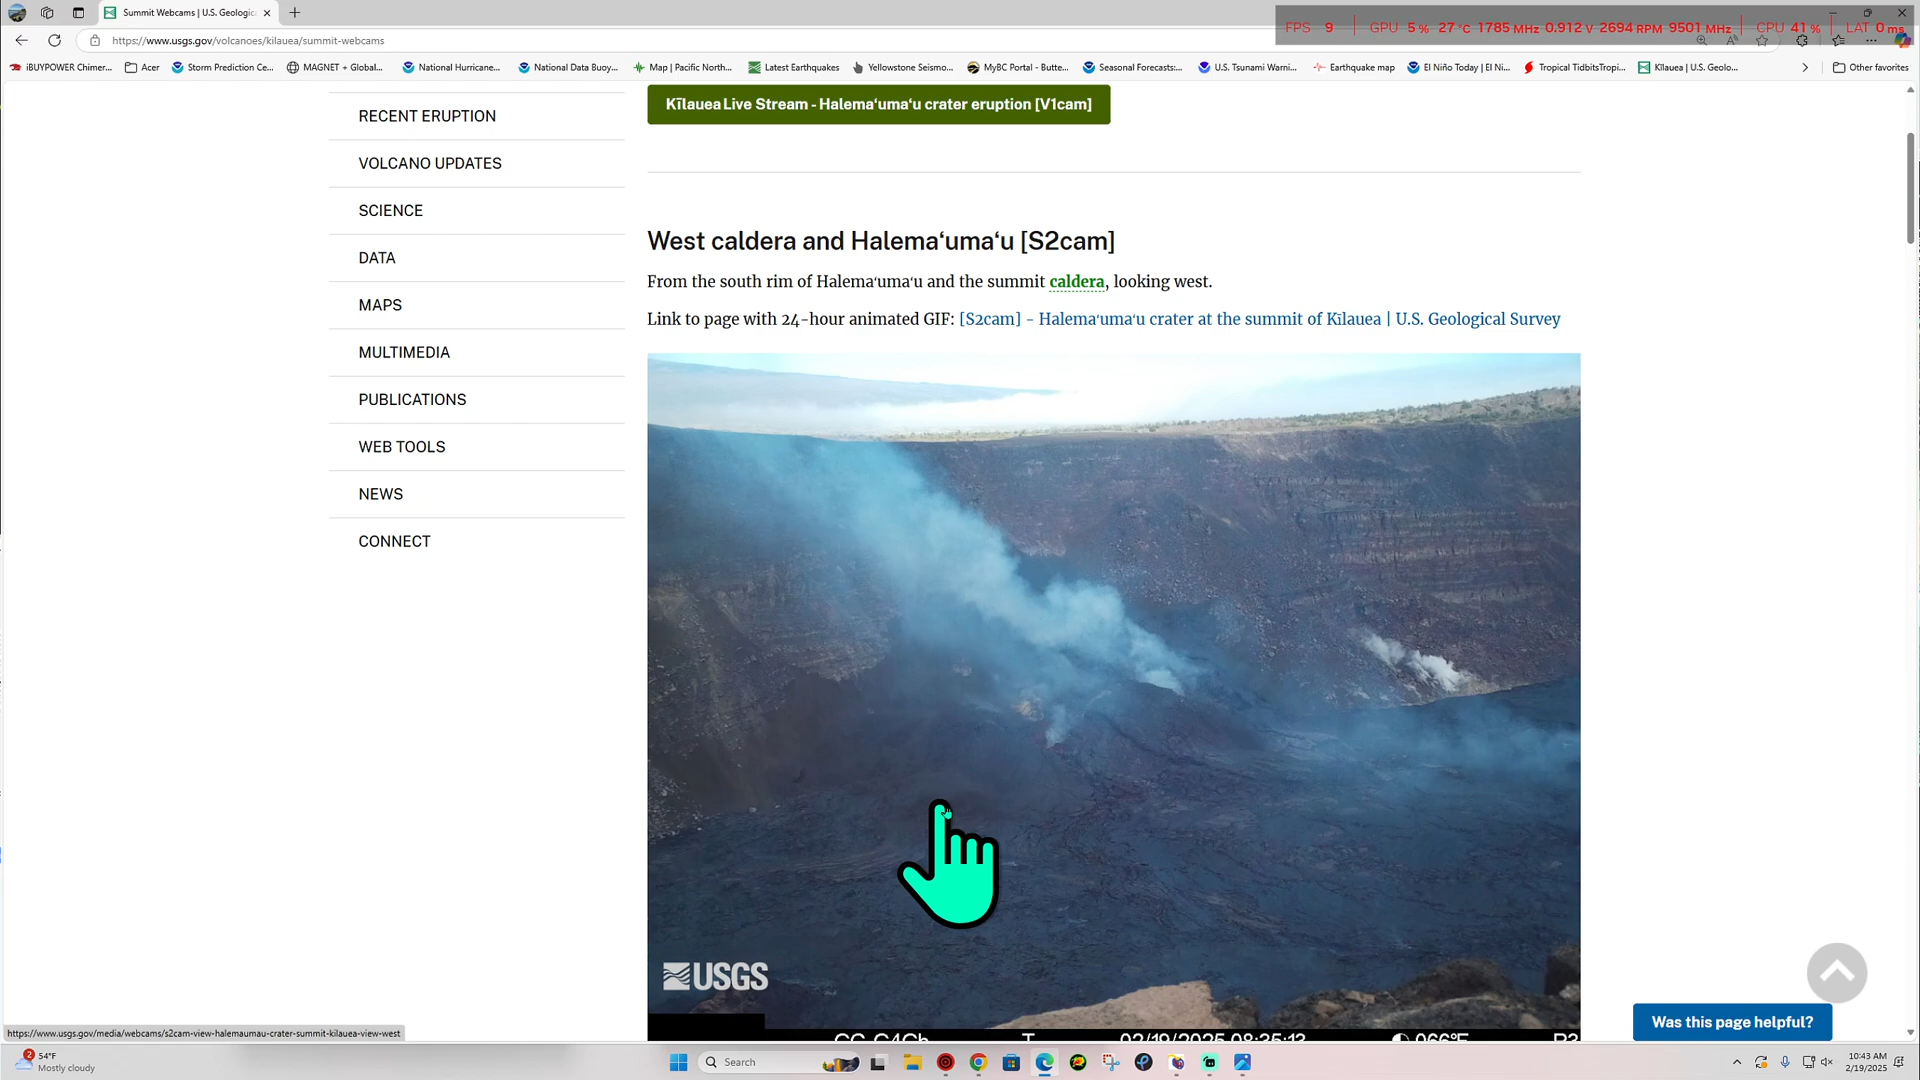 Summit Webcams | U.S. Geologic
FPS 9 GPU 5 % 27 °C 1785 MHz 0.912 V 2694 RPM 9501 MHz CPU 41 % LAT 0 ms
https://www.usgs.gov/volcanoes/kilauea/summit-webcams
iBUYPOWER Chimer... Acer Storm Prediction Ce... MAGNET + Global... National Hurricane... National Data Buoy... Map | Pacific North... Latest Earthquakes Yellowstone Seismo... MyBC Portal - Butte... Seasonal Forecasts:... U.S. Tsunami Warni... Earthquake map El Niño Today | El Ni... Tropical TidbitsTropi... Kīlauea | U.S. Geolo... Other favorites
Kīlauea Live Stream - Halemaʻumaʻu crater eruption [V1cam]
RECENT ERUPTION
VOLCANO UPDATES
SCIENCE
DATA
MAPS
MULTIMEDIA
PUBLICATIONS
WEB TOOLS
NEWS
CONNECT
West caldera and Halemaʻumaʻu [S2cam]
From the south rim of Halemaʻumaʻu and the summit caldera, looking west.
Link to page with 24-hour animated GIF: [S2cam] - Halemaʻumaʻu crater at the summit of Kīlauea | U.S. Geological Survey
USGS
02/19/2025 08:35:13 066°F
Was this page helpful?
https://www.usgs.gov/media/webcams/s2cam-view-halemaumau-crater-summit-kilauea-view-west
2
54°F
Mostly cloudy
Search
10:43 AM
2/19/2025